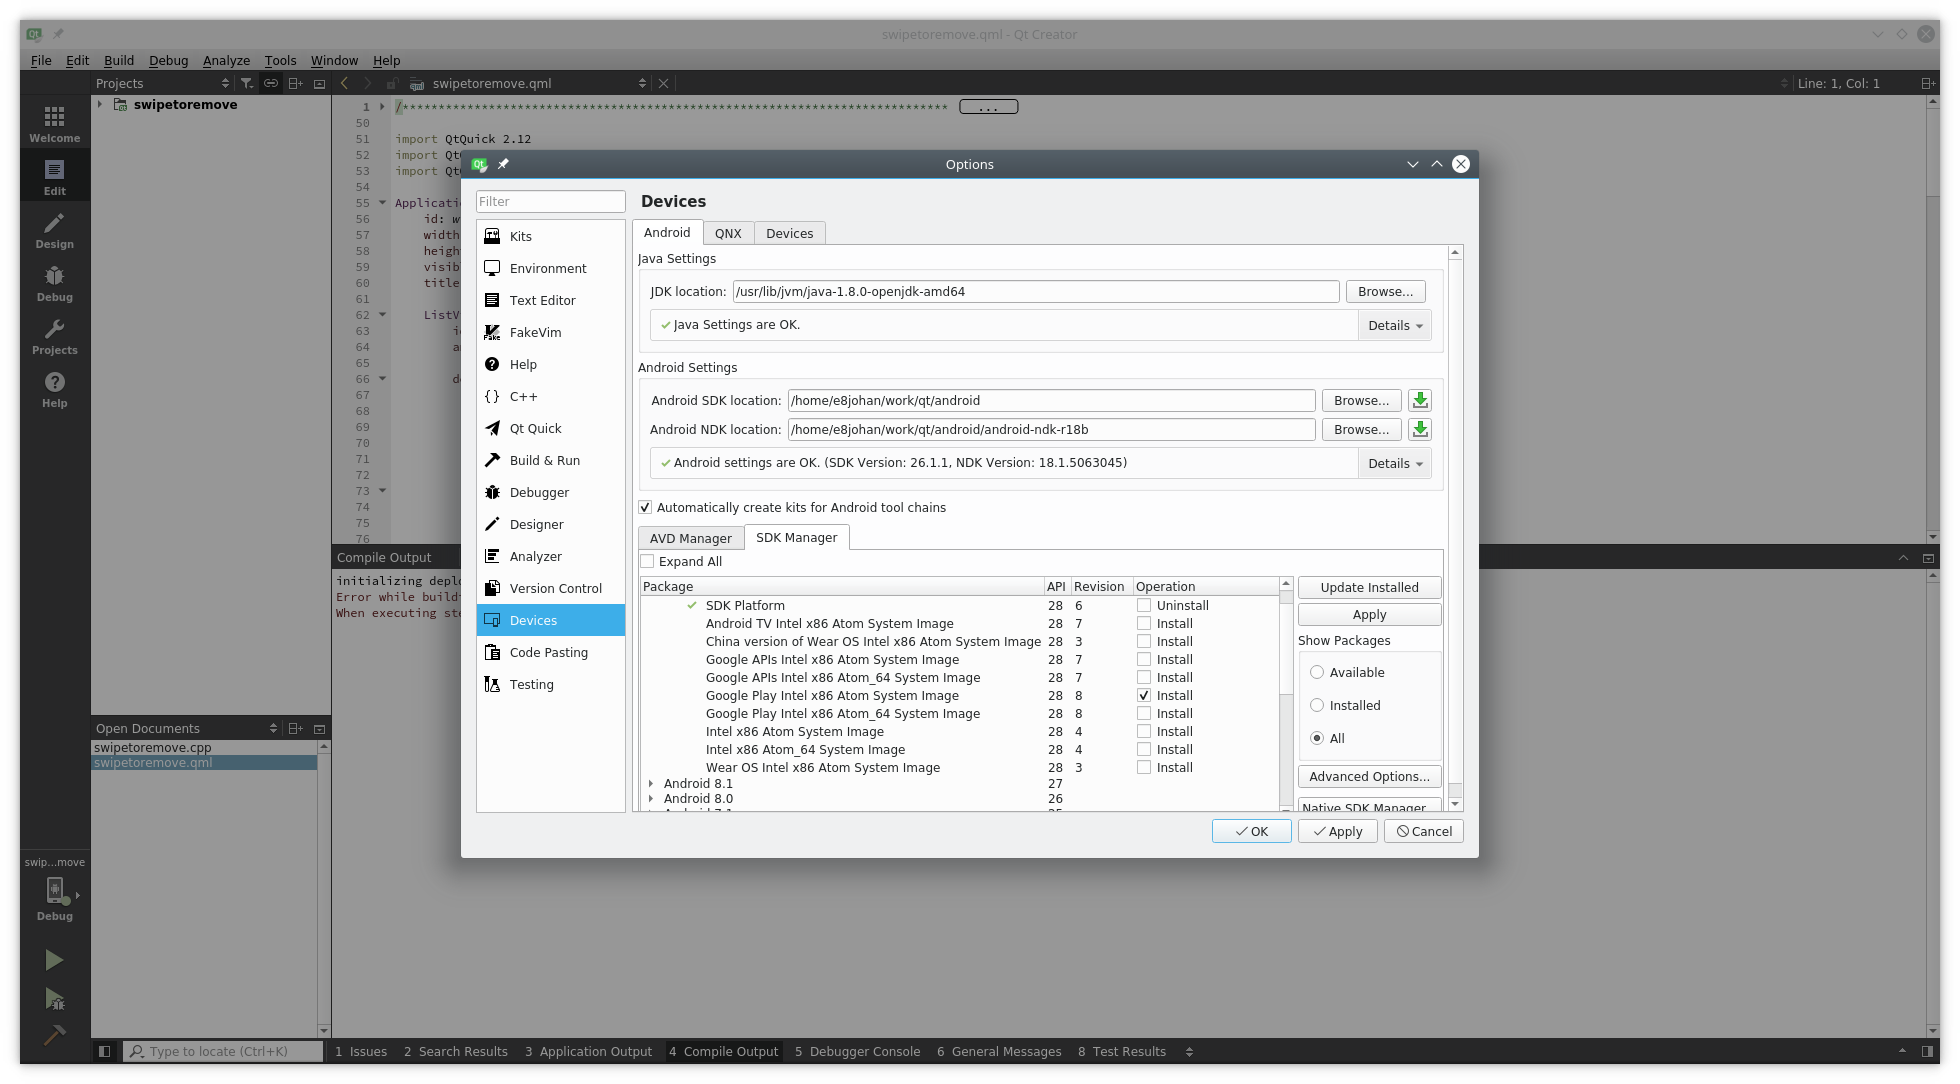 swipetoremove.qml - Qt Creator
File Edit Build Debug Analyze Tools Window Help
Projects
swipetoremove.qml
Line: 1, Col: 1
swipetoremove
Welcome
Edit
Design
Debug
Projects
Help
1 /**************************************************************************** ...
50
51 import QtQuick 2.12
52 import Qt
53 import Qt
54
55 Applicati
56 id: w
57 width
58 heigh
59 visib
60 title
61
62 ListV
63 i
64 a
65
66 d
67
68
69
70
71
72
73
74
75
76
Options
Filter
Kits
Environment
Text Editor
FakeVim
Help
C++
Qt Quick
Build & Run
Debugger
Designer
Analyzer
Version Control
Devices
Code Pasting
Testing
Devices
Android QNX Devices
Java Settings
JDK location: /usr/lib/jvm/java-1.8.0-openjdk-amd64 Browse...
Java Settings are OK. Details
Android Settings
Android SDK location: /home/e8johan/work/qt/android Browse...
Android NDK location: /home/e8johan/work/qt/android/android-ndk-r18b Browse...
Android settings are OK. (SDK Version: 26.1.1, NDK Version: 18.1.5063045) Details
Automatically create kits for Android tool chains
AVD Manager SDK Manager
Expand All
Package API Revision Operation
SDK Platform 28 6 Uninstall
Android TV Intel x86 Atom System Image 28 7 Install
China version of Wear OS Intel x86 Atom System Image 28 3 Install
Google APIs Intel x86 Atom System Image 28 7 Install
Google APIs Intel x86 Atom_64 System Image 28 7 Install
Google Play Intel x86 Atom System Image 28 8 Install
Google Play Intel x86 Atom_64 System Image 28 8 Install
Intel x86 Atom System Image 28 4 Install
Intel x86 Atom_64 System Image 28 4 Install
Wear OS Intel x86 Atom System Image 28 3 Install
Android 8.1 27
Android 8.0 26
Update Installed
Apply
Show Packages
Available
Installed
All
Advanced Options...
Native SDK Manager
OK Apply Cancel
Compile Output
initializing deplo
Error while buildi
When executing ste
Open Documents
swipetoremove.cpp
swipetoremove.qml
swip...move
Debug
Type to locate (Ctrl+K)
1 Issues 2 Search Results 3 Application Output 4 Compile Output 5 Debugger Console 6 General Messages 8 Test Results